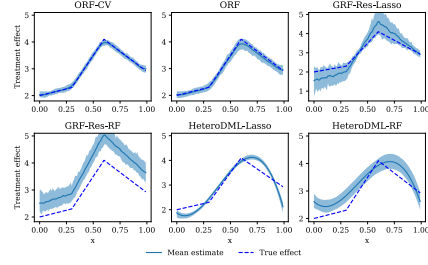 ORF-CV ORF GRF-Res-Lasso
Treatment effect
5
4
3
2
0.00 0.25 0.50 0.75 1.00
5
4
3
2
0.00 0.25 0.50 0.75 1.00
5
4
3
2
1
0.00 0.25 0.50 0.75 1.00
GRF-Res-RF HeteroDML-Lasso HeteroDML-RF
Treatment effect
5
4
3
2
0.00 0.25 0.50 0.75 1.00
x
5
4
3
2
0.00 0.25 0.50 0.75 1.00
x
5
4
3
2
0.00 0.25 0.50 0.75 1.00
x
Mean estimate True effect